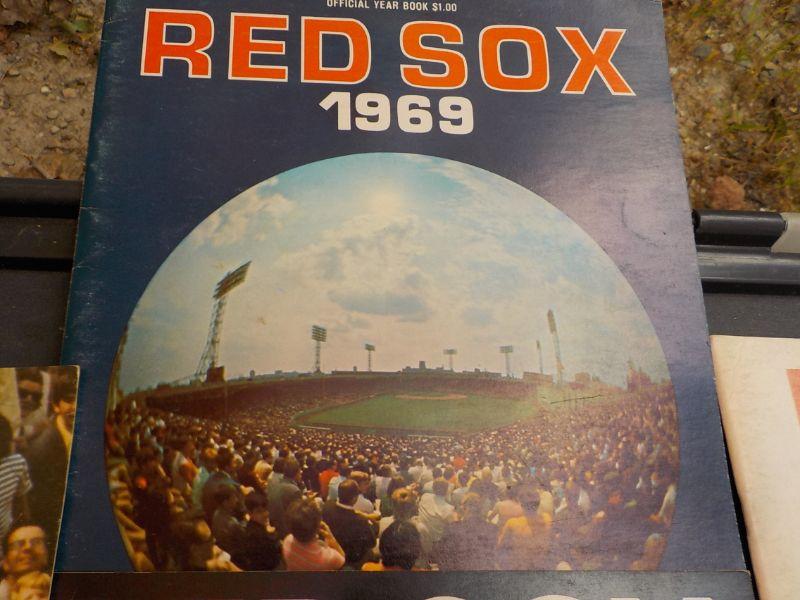 OFFICIAL YEAR BOOK $1.00
RED SOX
1969